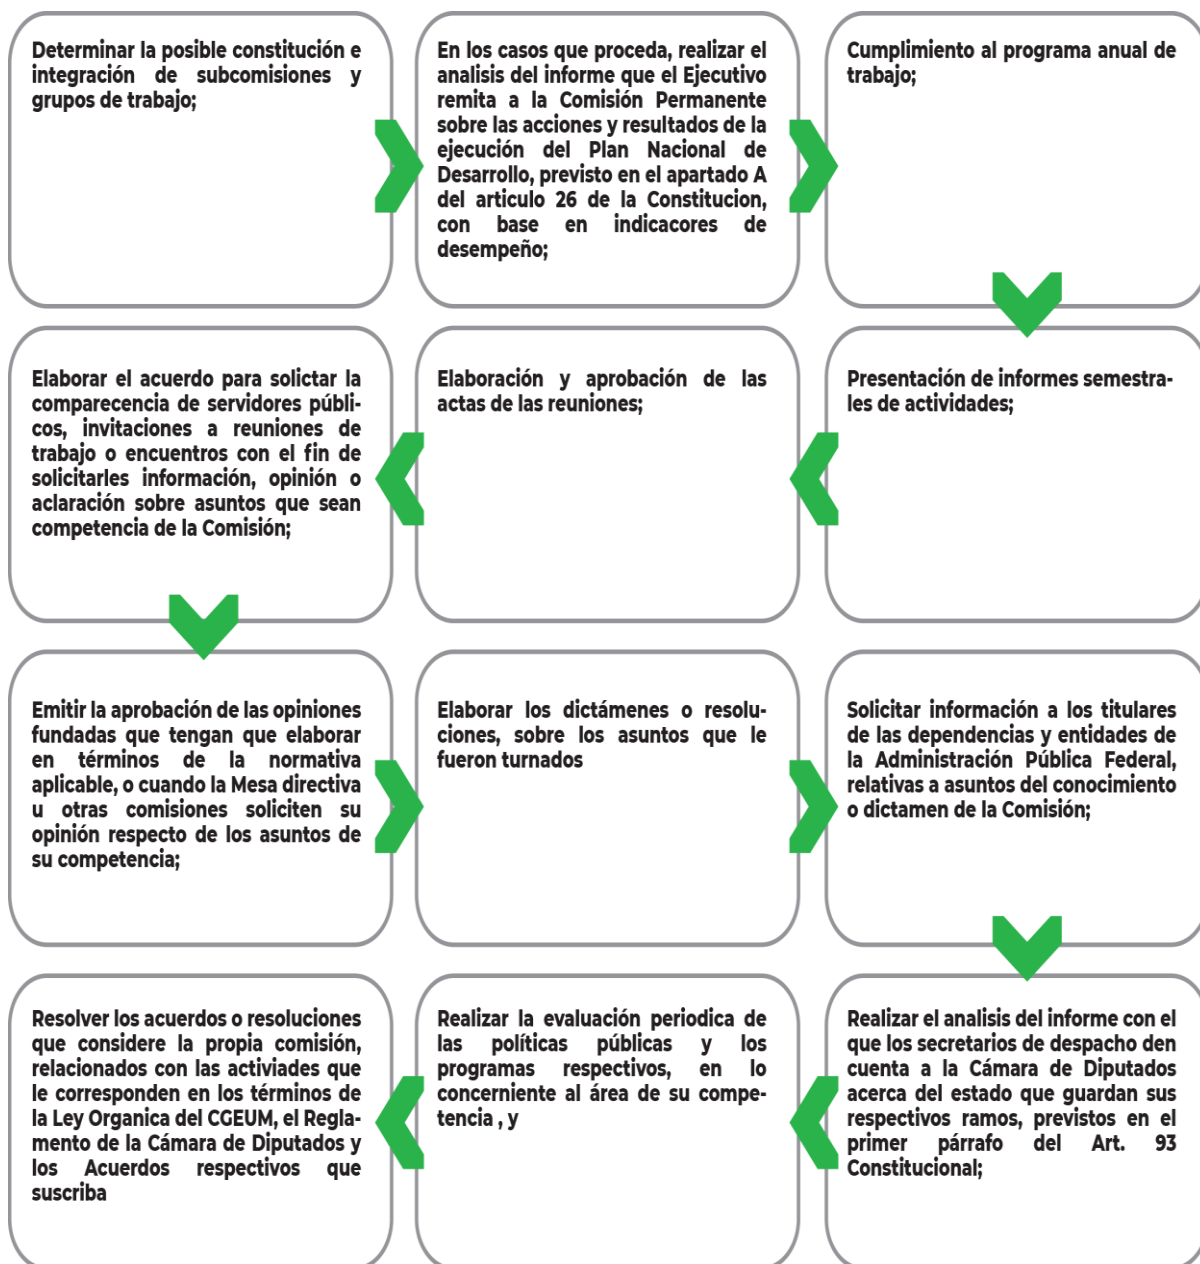 Determinar la posible constitución e
integración de subcomisiones y
grupos de trabajo;
En los casos que proceda, realizar el
analisis del informe que el Ejecutivo
remita a la Comisión Permanente
sobre las acciones y resultados de la
ejecución del Plan Nacional de
Desarrollo, previsto en el apartado A
del articulo 26 de la Constitucion,
con base en indicacores de
desempeño;
Cumplimiento al programa anual de
trabajo;
Presentación de informes semestra-
les de actividades;
Elaboración y aprobación de las
actas de las reuniones;
Elaborar el acuerdo para solictar la
comparecencia de servidores públi-
cos, invitaciones a reuniones de
trabajo o encuentros con el fin de
solicitarles información, opinión o
aclaración sobre asuntos que sean
competencia de la Comisión;
Emitir la aprobación de las opiniones
fundadas que tengan que elaborar
en términos de la normativa
aplicable, o cuando la Mesa directiva
u otras comisiones soliciten su
opinión respecto de los asuntos de
su competencia;
Elaborar los dictámenes o resolu-
ciones, sobre los asuntos que le
fueron turnados
Solicitar información a los titulares
de las dependencias y entidades de
la Administración Pública Federal,
relativas a asuntos del conocimiento
o dictamen de la Comisión;
Realizar el analisis del informe con el
que los secretarios de despacho den
cuenta a la Cámara de Diputados
acerca del estado que guardan sus
respectivos ramos, previstos en el
primer párrafo del Art. 93
Constitucional;
Realizar la evaluación periodica de
las políticas públicas y los
programas respectivos, en lo
concerniente al área de su compe-
tencia , y
Resolver los acuerdos o resoluciones
que considere la propia comisión,
relacionados con las activiades que
le corresponden en los términos de
la Ley Organica del CGEUM, el Regla-
mento de la Cámara de Diputados y
los Acuerdos respectivos que
suscriba